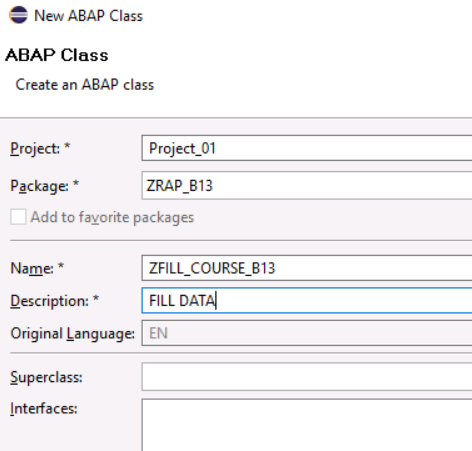 New ABAP Class
ABAP Class
Create an ABAP class
Project: * Project_01
Package: * ZRAP_B13
Add to favorite packages
Name: * ZFILL_COURSE_B13
Description: * FILL DATA
Original Language: EN
Superclass:
Interfaces: